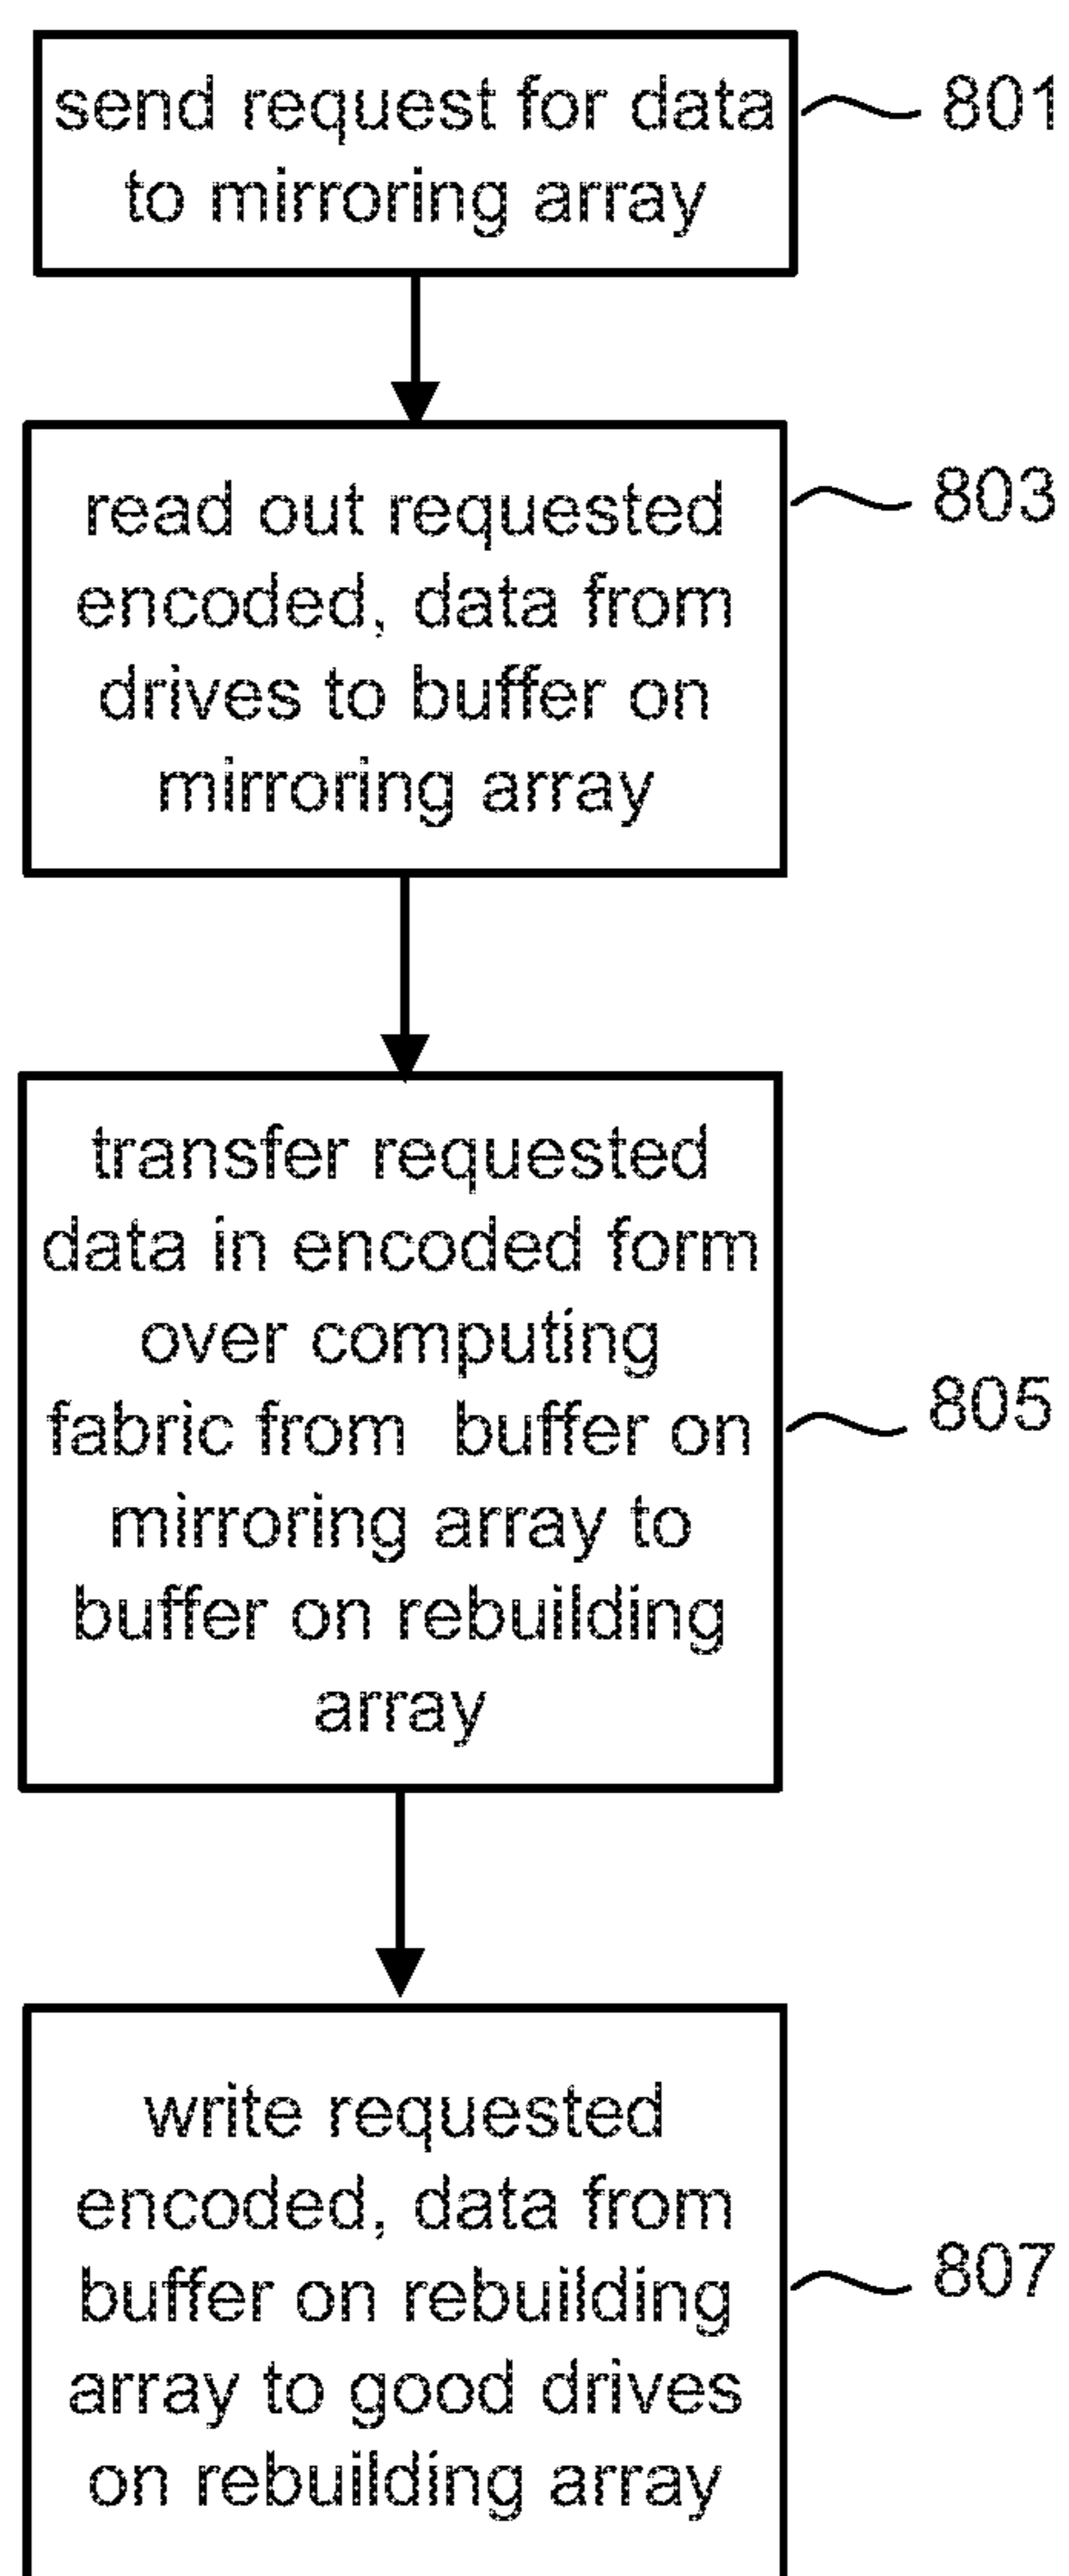 send request for data
to mirroring array
801
read out requested
encoded, data from
drives to buffer on
mirroring array
803
transfer requested
data in encoded form
over computing
fabric from buffer on
mirroring array to
buffer on rebuilding
array
805
write requested
encoded, data from
buffer on rebuilding
array to good drives
on rebuilding array
807